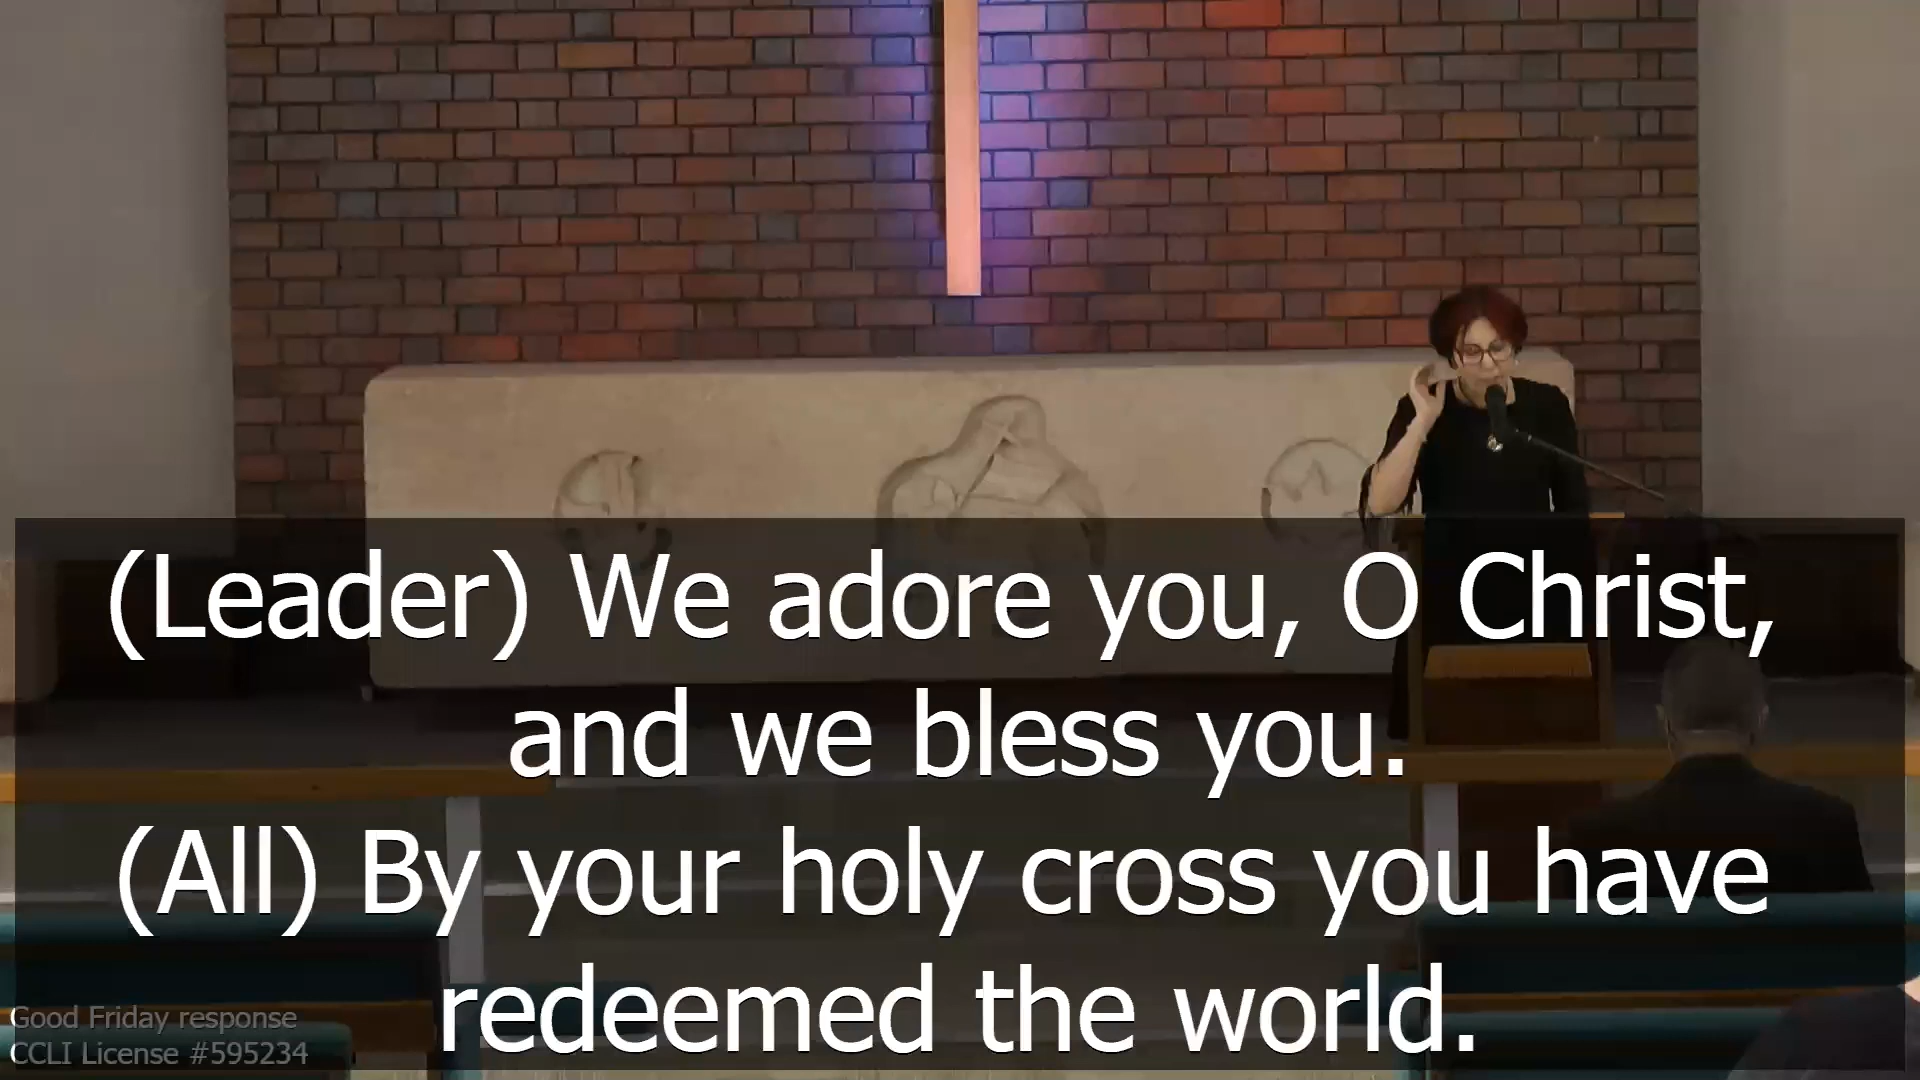 (Leader) We adore you, O Christ,
and we bless you.
(All) By your holy cross you have
redeemed the world.
Good Friday response
CCLI License #595234